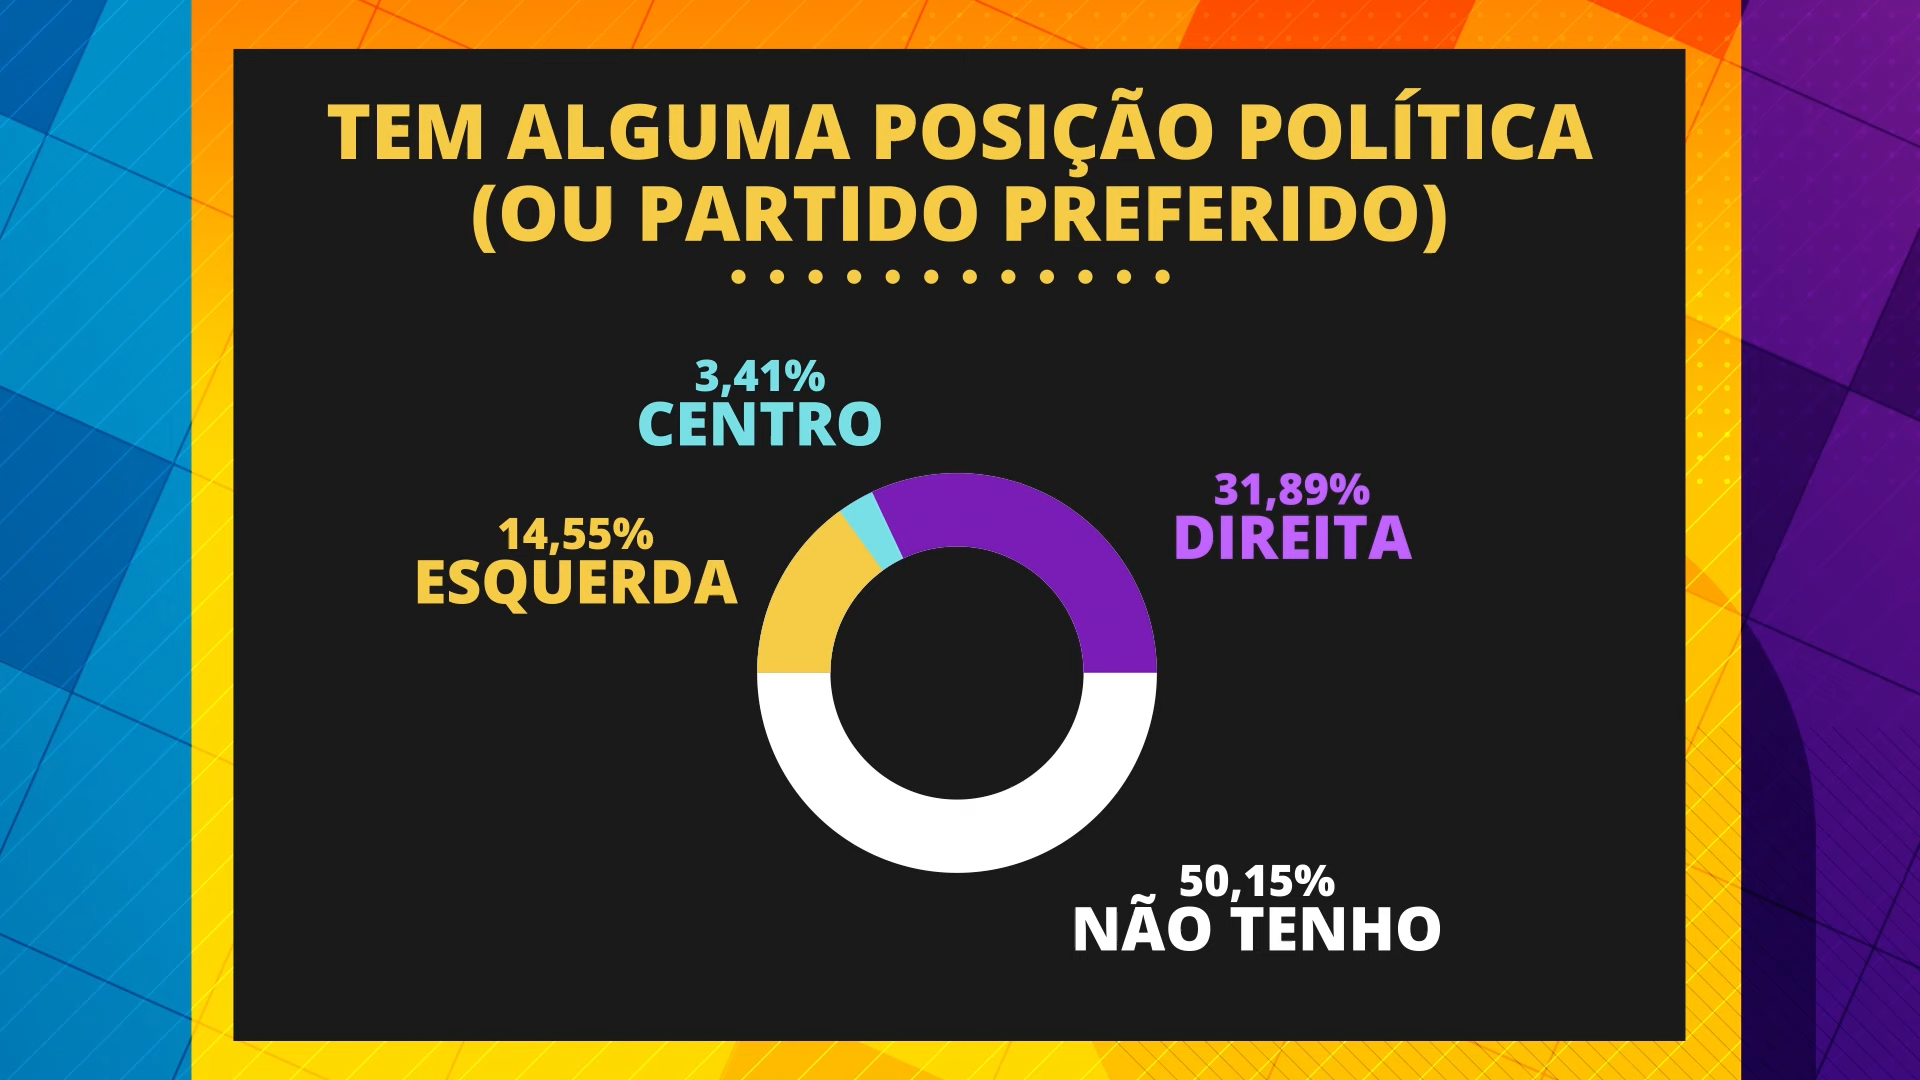 TEM ALGUMA POSIÇÃO POLÍTICA
(OU PARTIDO PREFERIDO)
3,41%
CENTRO
31,89%
DIREITA
14,55%
ESQUERDA
50,15%
NÃO TENHO